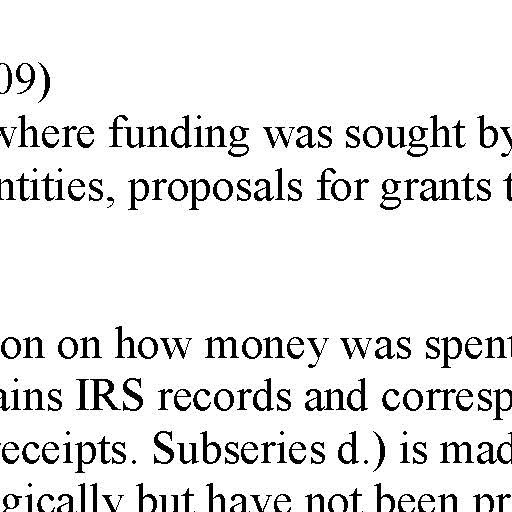 09)
where funding was sought by
ntities, proposals for grants t
on on how money was spent
ains IRS records and corresp
receipts. Subseries d.) is mad
gically but have not been pr